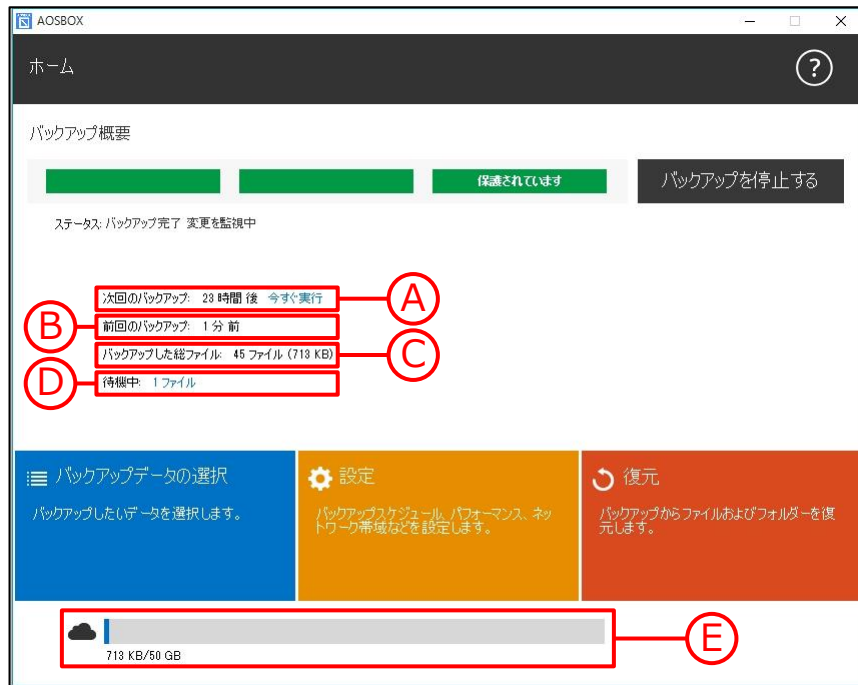 AOSBOX
ホーム
?
バックアップ概要
保護されています
バックアップを停止する
ステータス: バックアップ完了 変更を監視中
次回のバックアップ: 23 時間 後 今すぐ実行
A
B
前回のバックアップ: 1 分 前
バックアップした総ファイル: 45 ファイル (713 KB)
C
D
待機中: 1 ファイル
バックアップデータの選択
バックアップしたいデータを選択します。
設定
バックアップスケジュール、パフォーマンス、ネッ
トワーク帯域などを設定します。
復元
バックアップからファイルおよびフォルダーを復
元します。
713 KB/50 GB
E